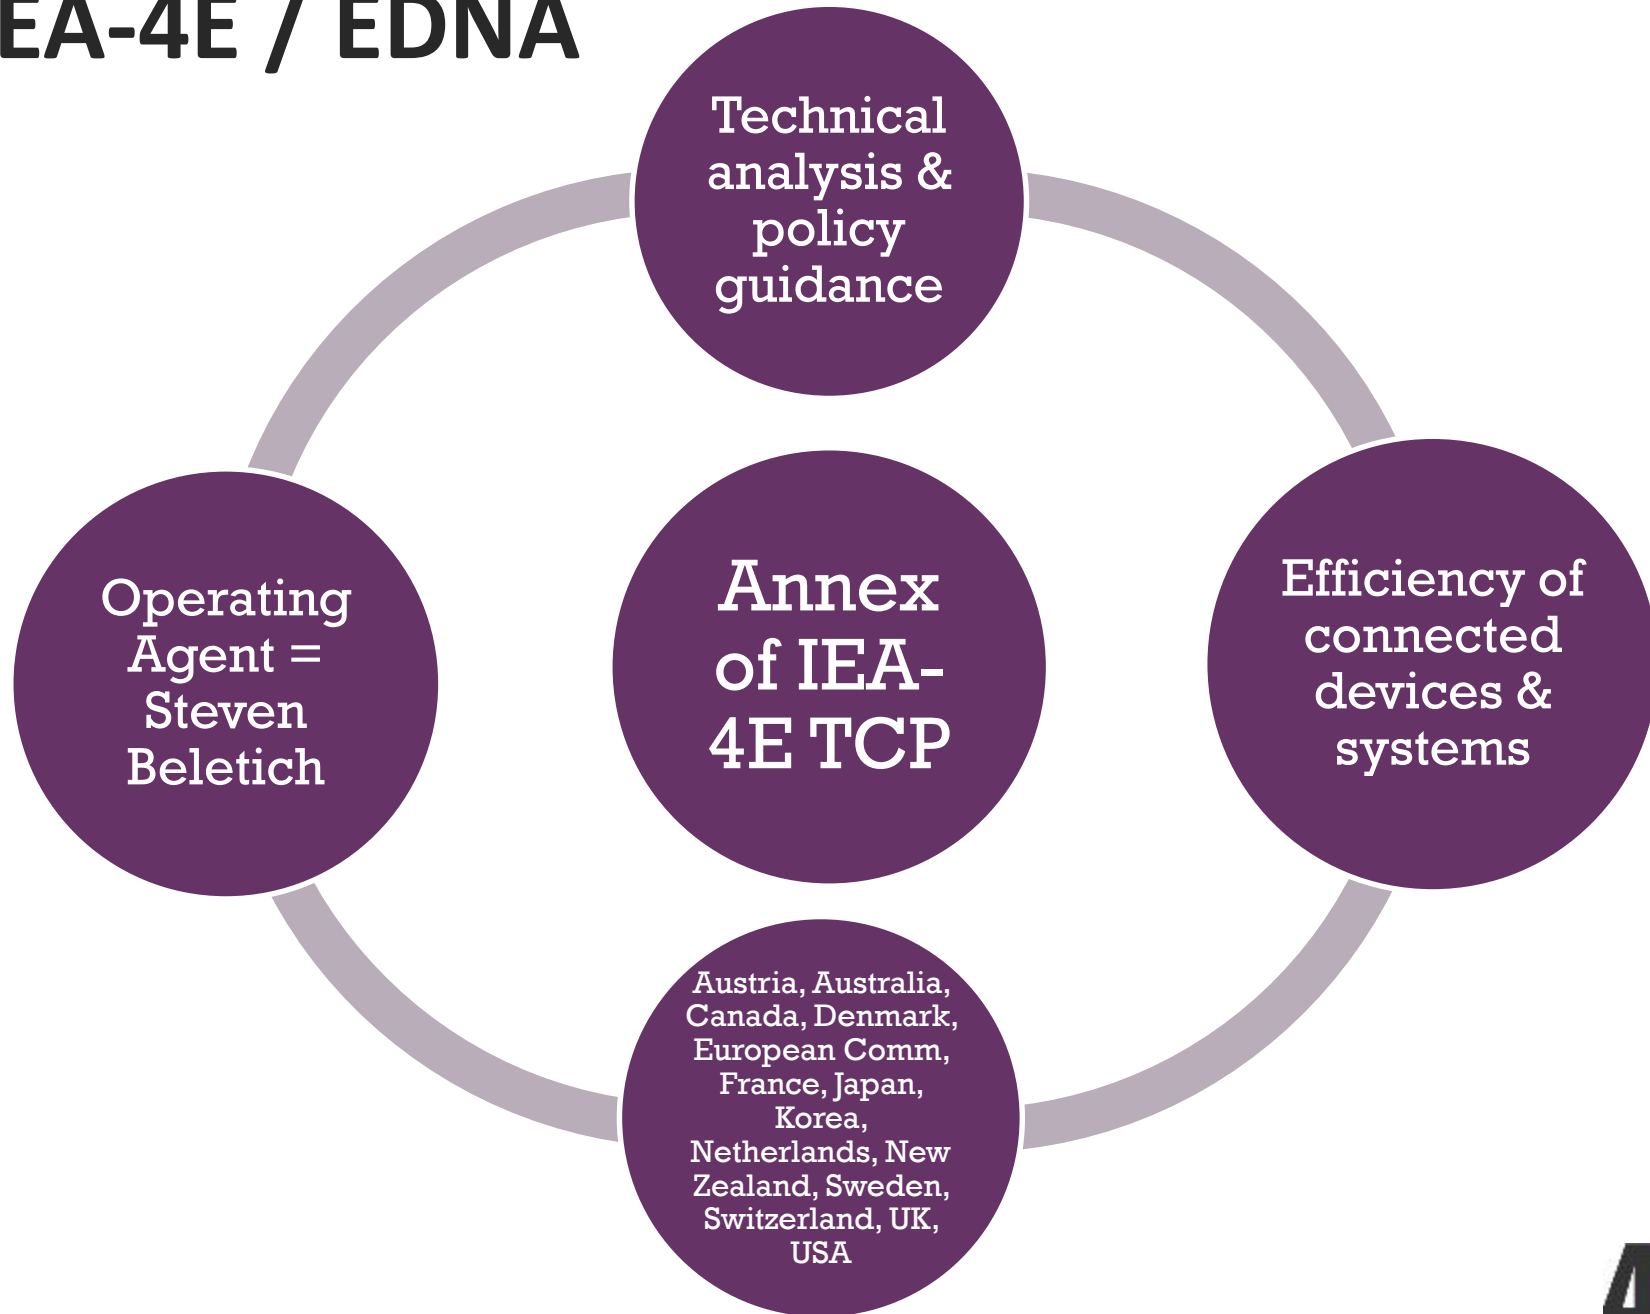 EA-4E / EDNA
Technical
analysis &
policy
guidance
Efficiency of
connected
devices &
systems
Annex
of IEA-
4E TCP
Operating
Agent =
Steven
Beletich
Austria, Australia,
Canada, Denmark,
European Comm,
France, Japan,
Korea,
Netherlands, New
Zealand, Sweden,
Switzerland, UK,
USA